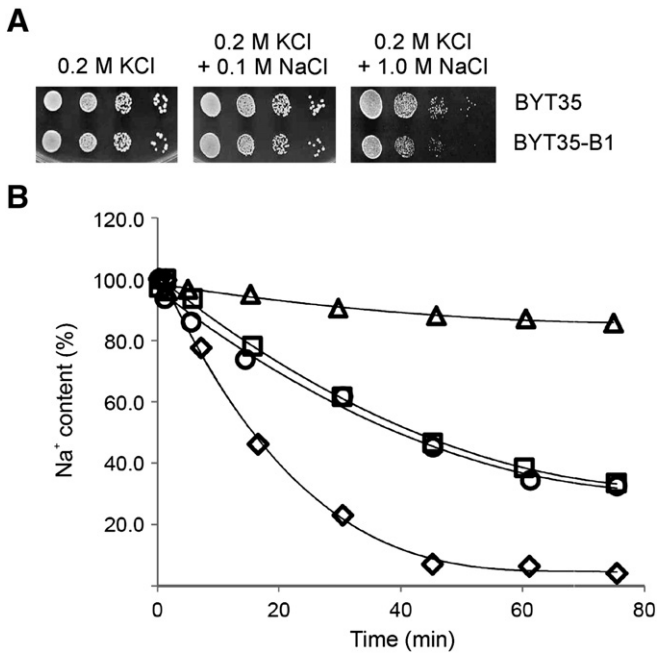 A
0.2 M KCl
0.2 M KCl
+ 0.1 M NaCl
0.2 M KCl
+ 1.0 M NaCl
BYT35
BYT35-B1
B
120.0
100.0
80.0
60.0
40.0
20.0
Na⁺ content (%)
0
20
40
60
80
Time (min)